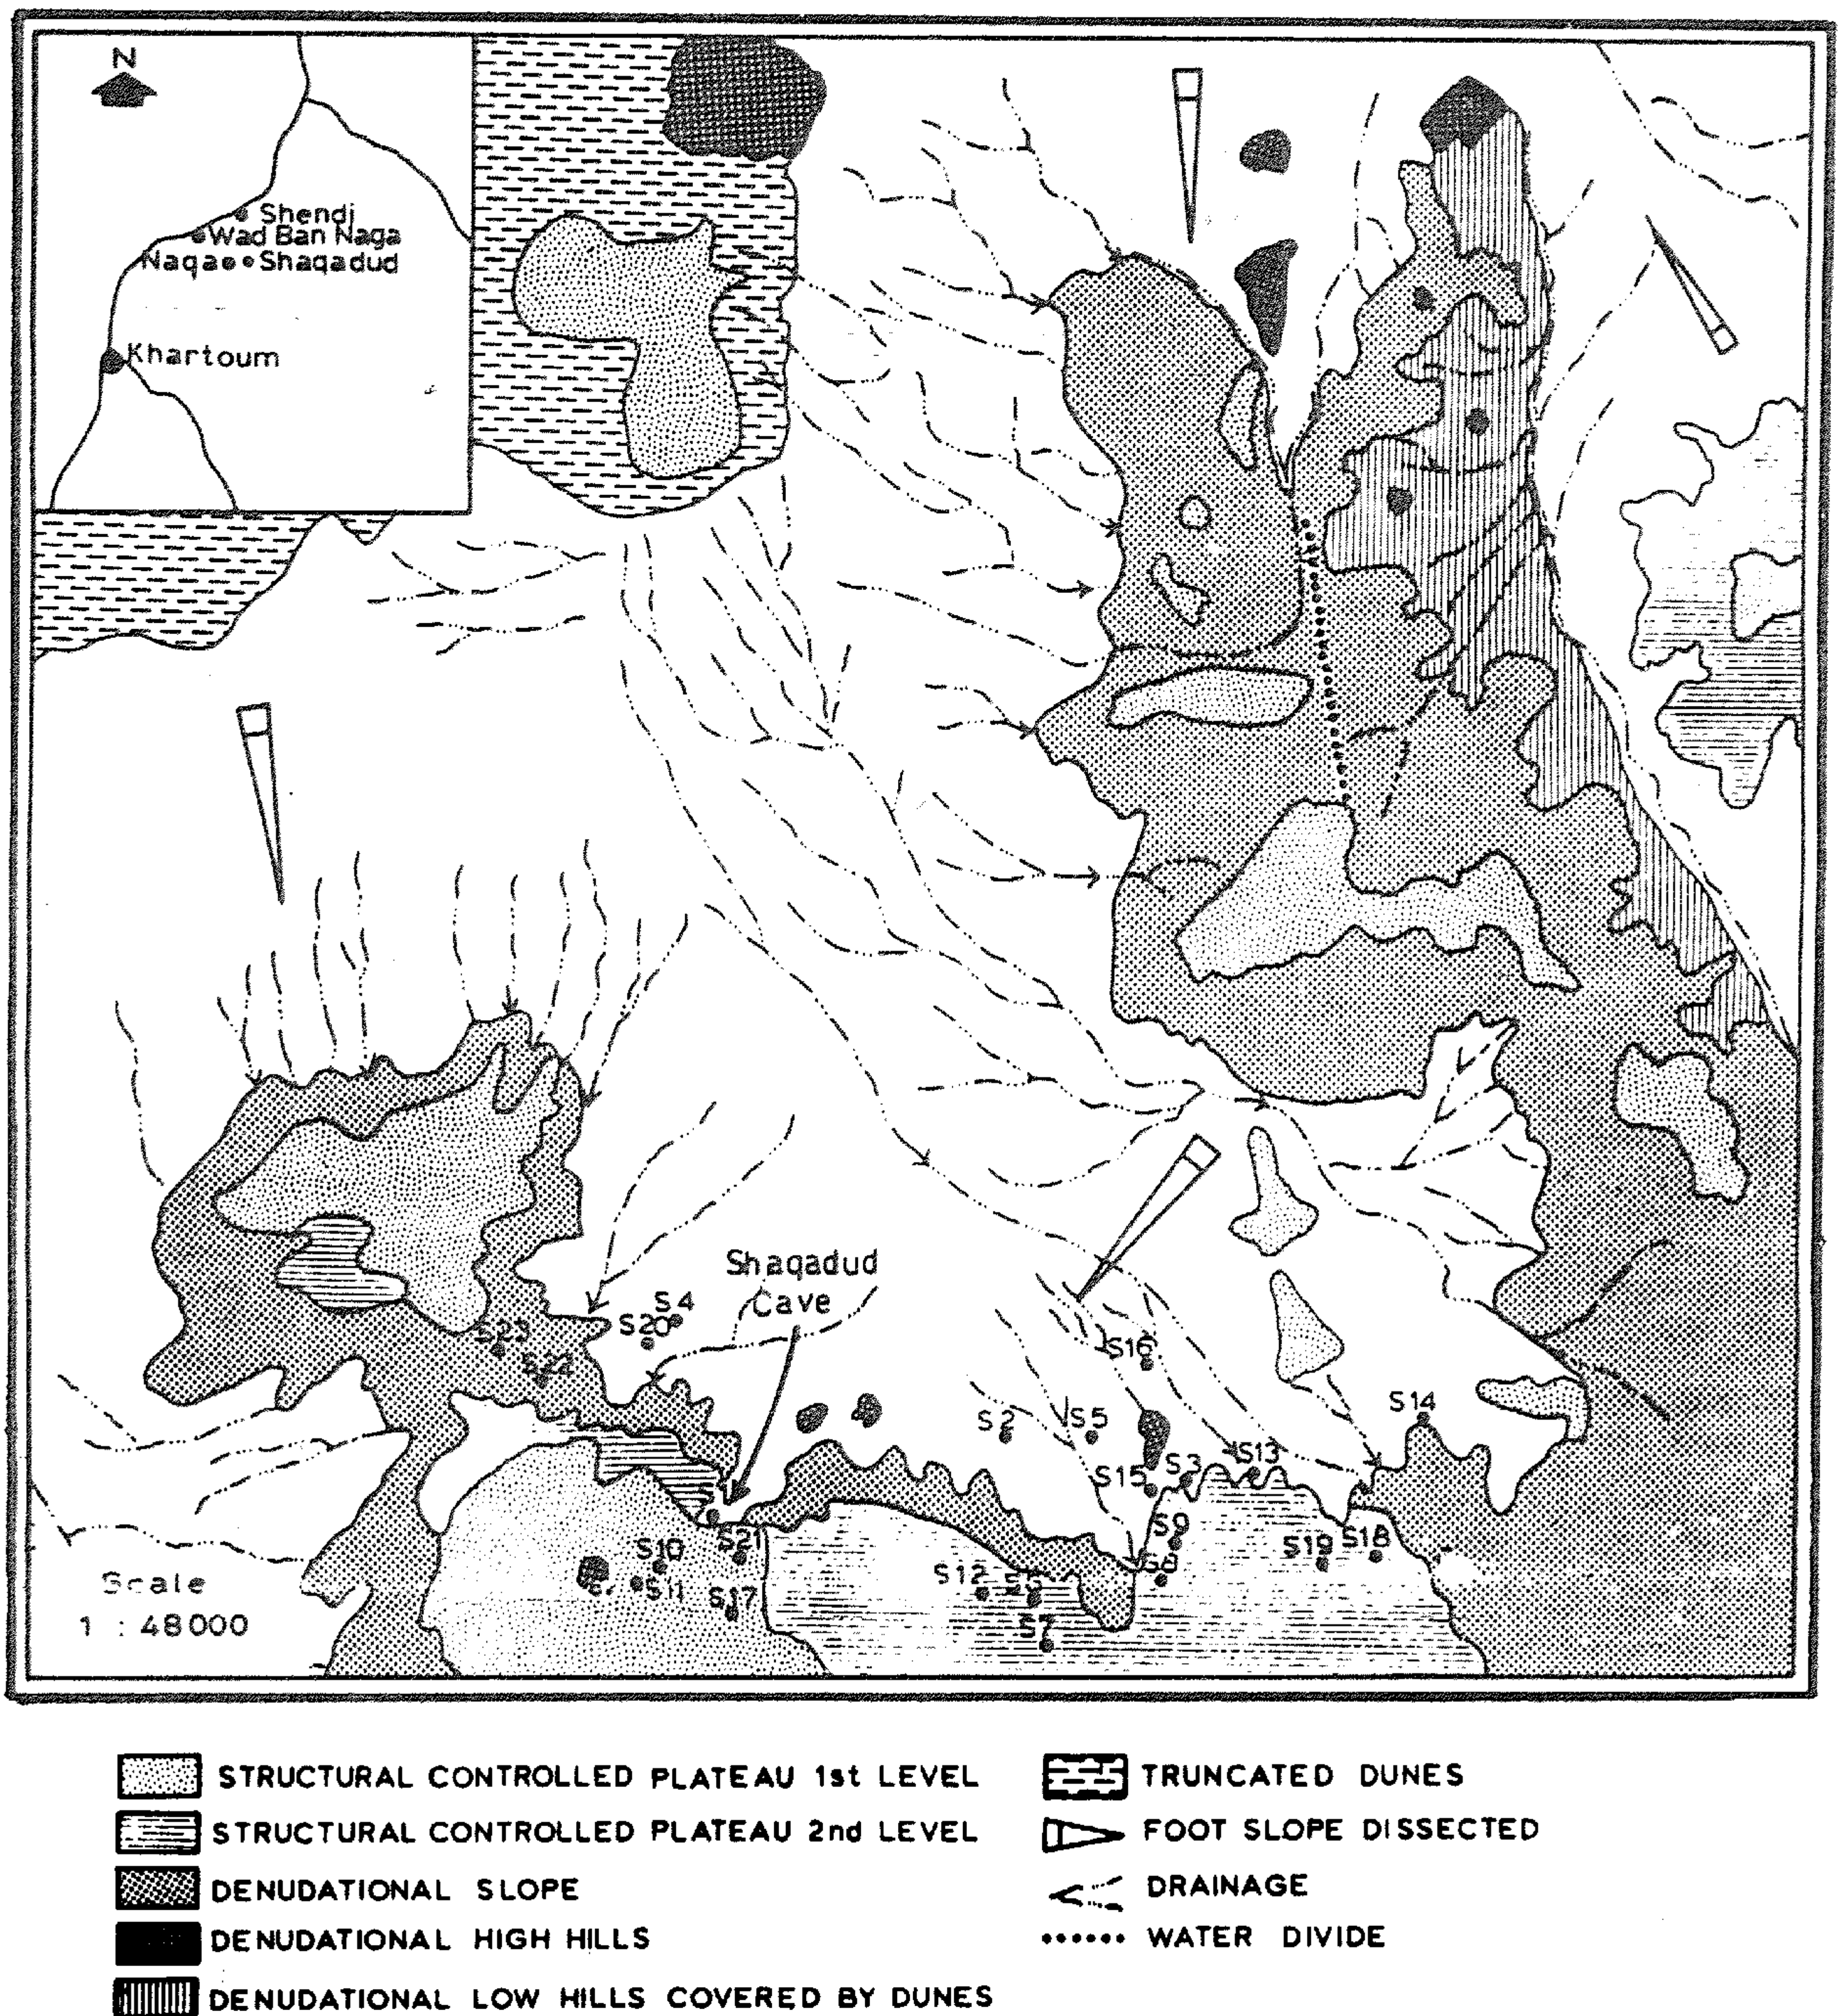 N
Shendi
Wad Ban Naga
Naqa Shaqadud
Khartoum
Shaqadud
Cave
S4
S20
S23
S22
S16
S2
S5
S14
S15
S3
S13
S9
S8
S19
S18
S10
S21
S11
S17
S12
S7
Scale
1 : 48000
STRUCTURAL CONTROLLED PLATEAU 1st LEVEL
STRUCTURAL CONTROLLED PLATEAU 2nd LEVEL
DENUDATIONAL SLOPE
DENUDATIONAL HIGH HILLS
DENUDATIONAL LOW HILLS COVERED BY DUNES
TRUNCATED DUNES
FOOT SLOPE DISSECTED
DRAINAGE
WATER DIVIDE